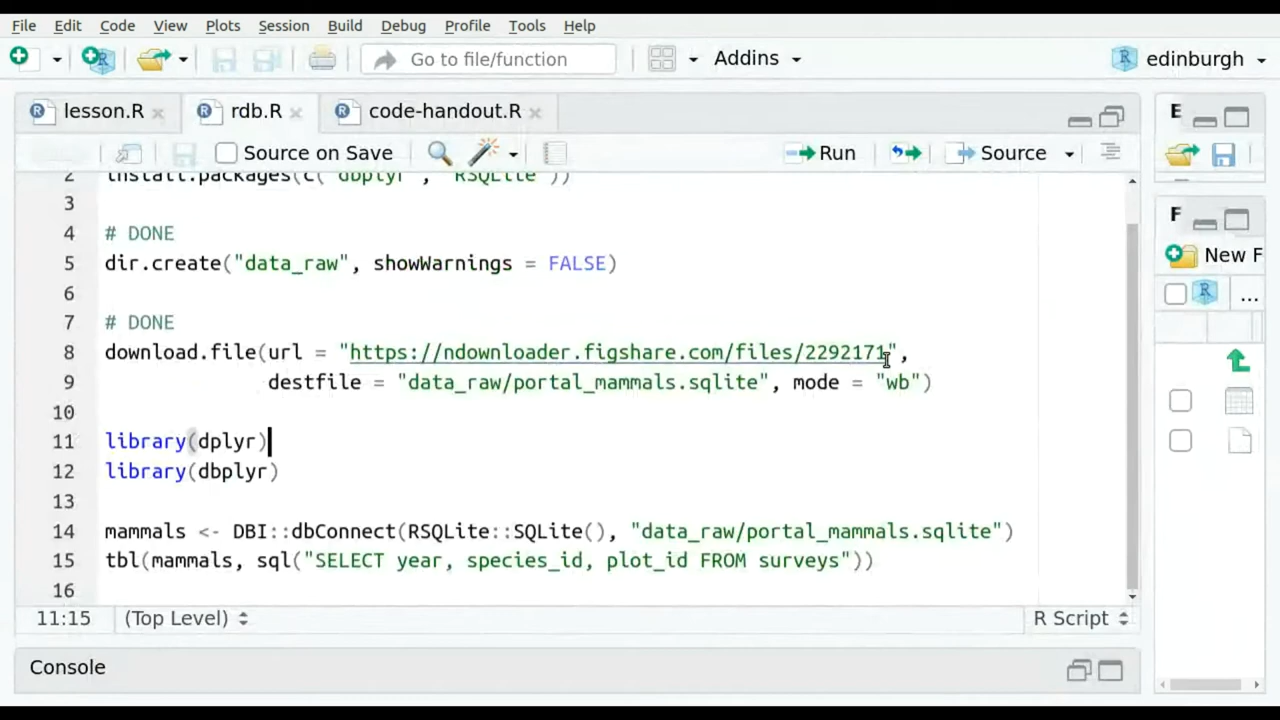 File Edit Code View Plots Session Build Debug Profile Tools Help
Go to file/function Addins edinburgh
lesson.R rdb.R code-handout.R E
Source on Save Run Source
2 install.packages(c("dbplyr", "RSQLite"))
3
4 # DONE
5 dir.create("data_raw", showWarnings = FALSE)
6
7 # DONE
8 download.file(url = "https://ndownloader.figshare.com/files/2292171",
9 destfile = "data_raw/portal_mammals.sqlite", mode = "wb")
10
11 library(dplyr)
12 library(dbplyr)
13
14 mammals <- DBI::dbConnect(RSQLite::SQLite(), "data_raw/portal_mammals.sqlite")
15 tbl(mammals, sql("SELECT year, species_id, plot_id FROM surveys"))
16
11:15 (Top Level) R Script
Console
F
New F
...